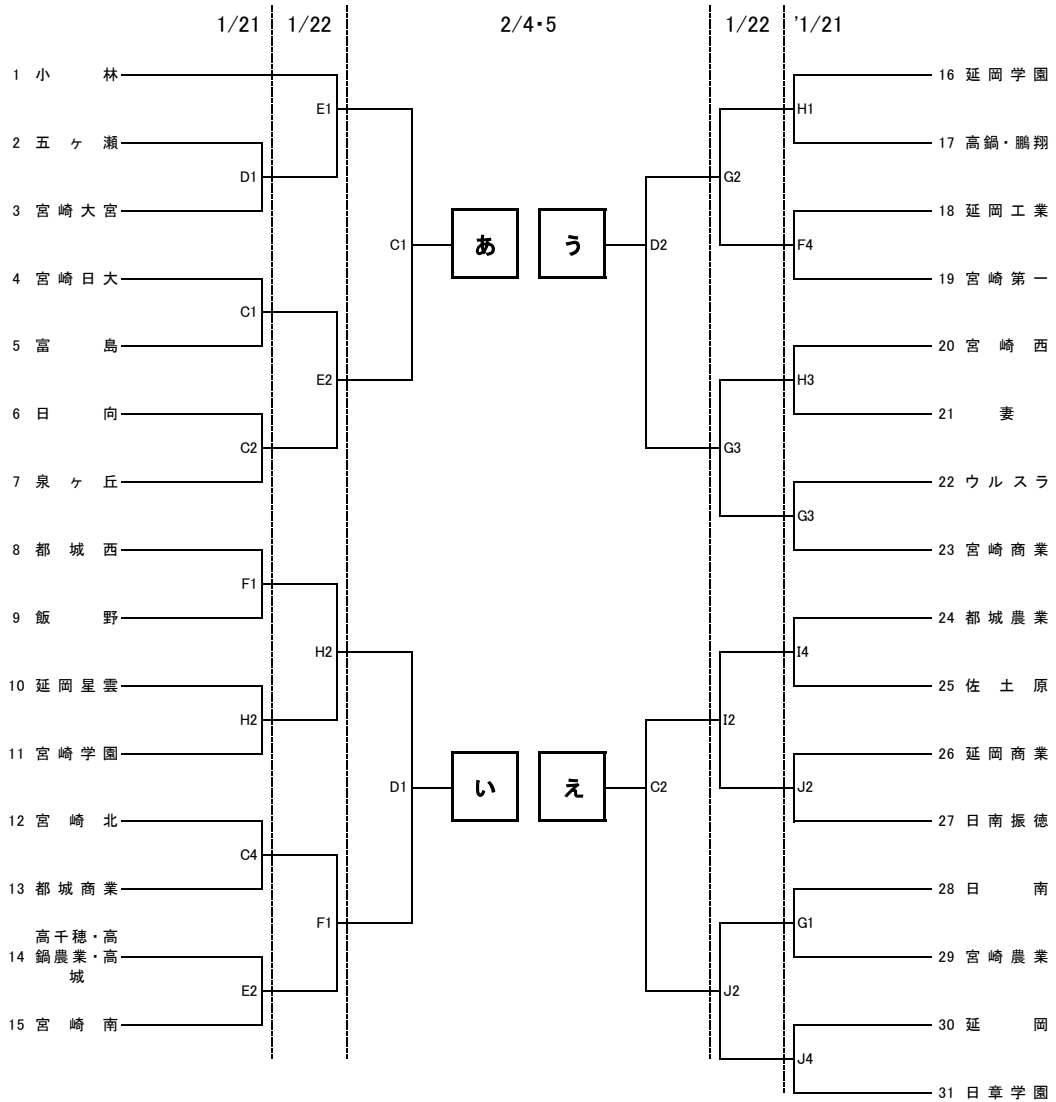 1/21 1/22 2/4・5 1/22 '1/21
1 小林
E1
2 五ヶ瀬
D1
3 宮崎大宮
C1
あ
4 宮崎日大
C1
5 富島
E2
6 日向
C2
7 泉ヶ丘
8 都城西
F1
9 飯野
H2
10 延岡星雲
H2
11 宮崎学園
D1
い
12 宮崎北
C4
13 都城商業
F1
高千穂・高
14 鍋農業・高
城
E2
15 宮崎南
16 延岡学園
H1
17 高鍋・鵬翔
G2
18 延岡工業
F4
19 宮崎第一
う
D2
20 宮崎西
H3
21 妻
G3
22 ウルスラ
G3
23 宮崎商業
24 都城農業
I4
25 佐土原
I2
26 延岡商業
J2
27 日南振徳
え
C2
28 日南
G1
29 宮崎農業
J2
30 延岡
J4
31 日章学園